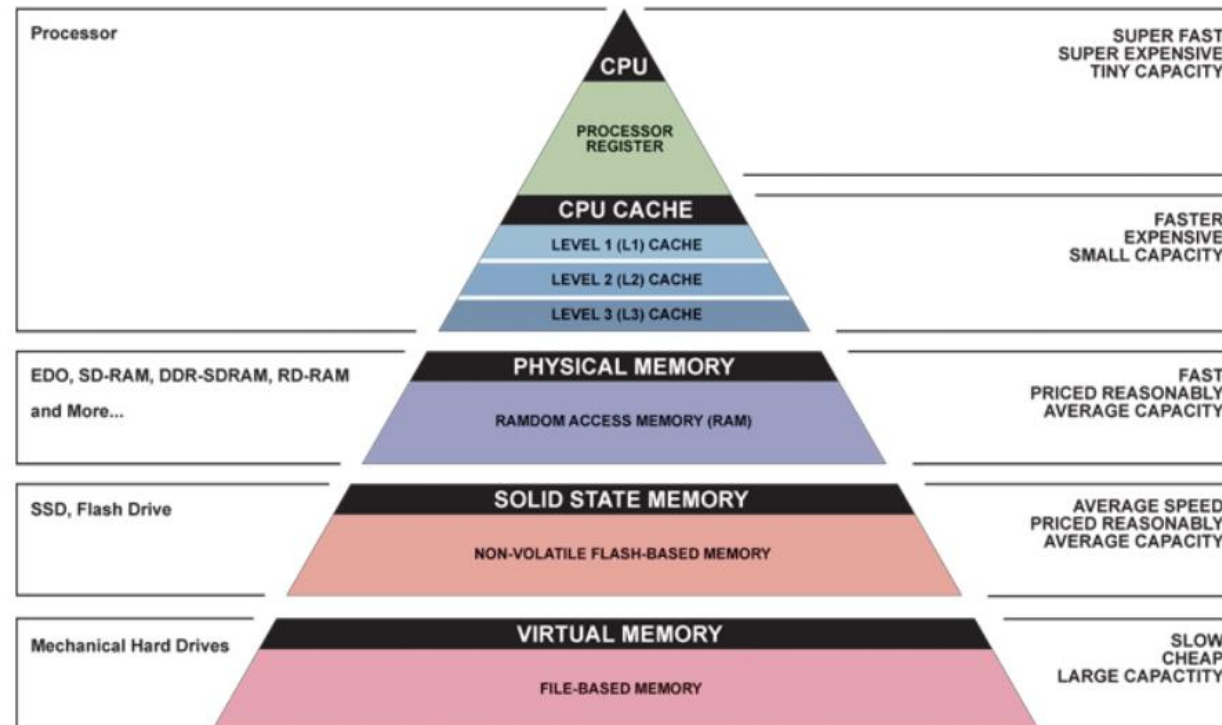 Processor
CPU
PROCESSOR
REGISTER
SUPER FAST
SUPER EXPENSIVE
TINY CAPACITY
CPU CACHE
LEVEL 1 (L1) CACHE
LEVEL 2 (L2) CACHE
LEVEL 3 (L3) CACHE
FASTER
EXPENSIVE
SMALL CAPACITY
EDO, SD-RAM, DDR-SDRAM, RD-RAM
and More...
PHYSICAL MEMORY
RAMDOM ACCESS MEMORY (RAM)
FAST
PRICED REASONABLY
AVERAGE CAPACITY
SSD, Flash Drive
SOLID STATE MEMORY
NON-VOLATILE FLASH-BASED MEMORY
AVERAGE SPEED
PRICED REASONABLY
AVERAGE CAPACITY
Mechanical Hard Drives
VIRTUAL MEMORY
FILE-BASED MEMORY
SLOW
CHEAP
LARGE CAPACTITY